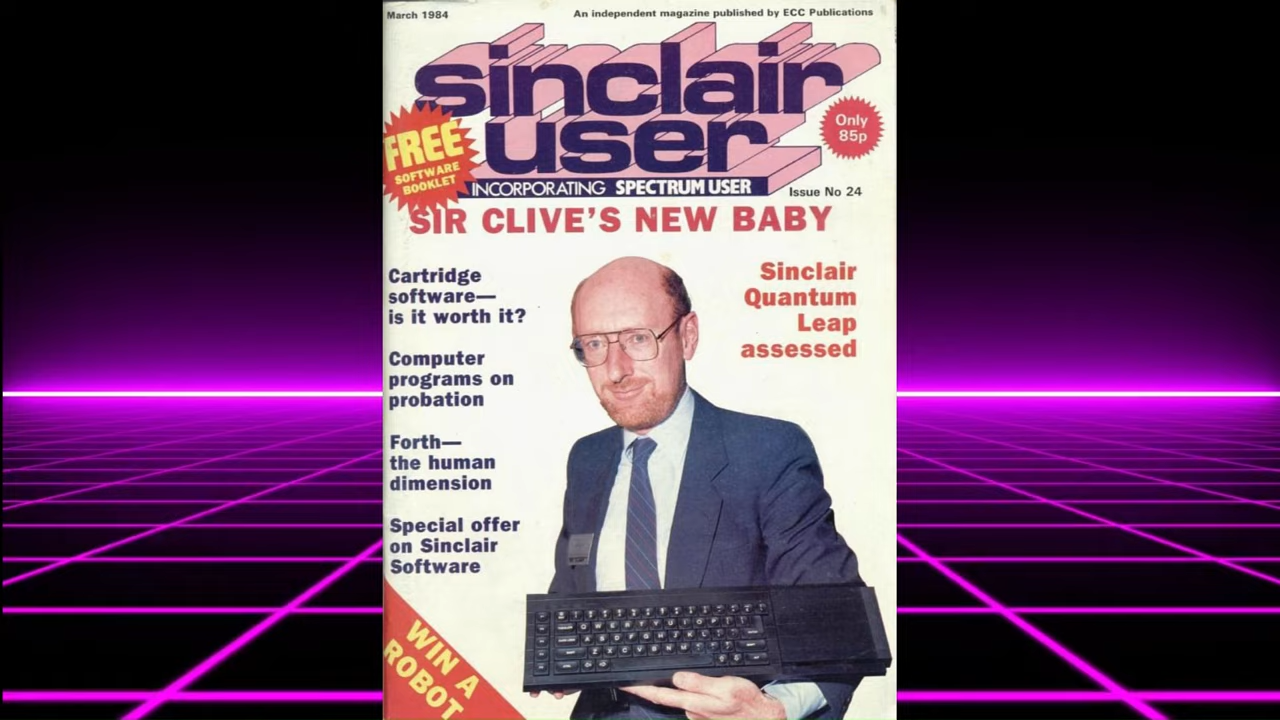 March 1984
An independent magazine published by ECC Publications
sinclair
user
INCORPORATING SPECTRUM USER
Issue No 24
Only
85p
FREE
SOFTWARE
BOOKLET
SIR CLIVE'S NEW BABY
Cartridge
software—
is it worth it?
Computer
programs on
probation
Forth—
the human
dimension
Special offer
on Sinclair
Software
Sinclair
Quantum
Leap
assessed
WIN A
ROBOT
Q W E R T Y U O P